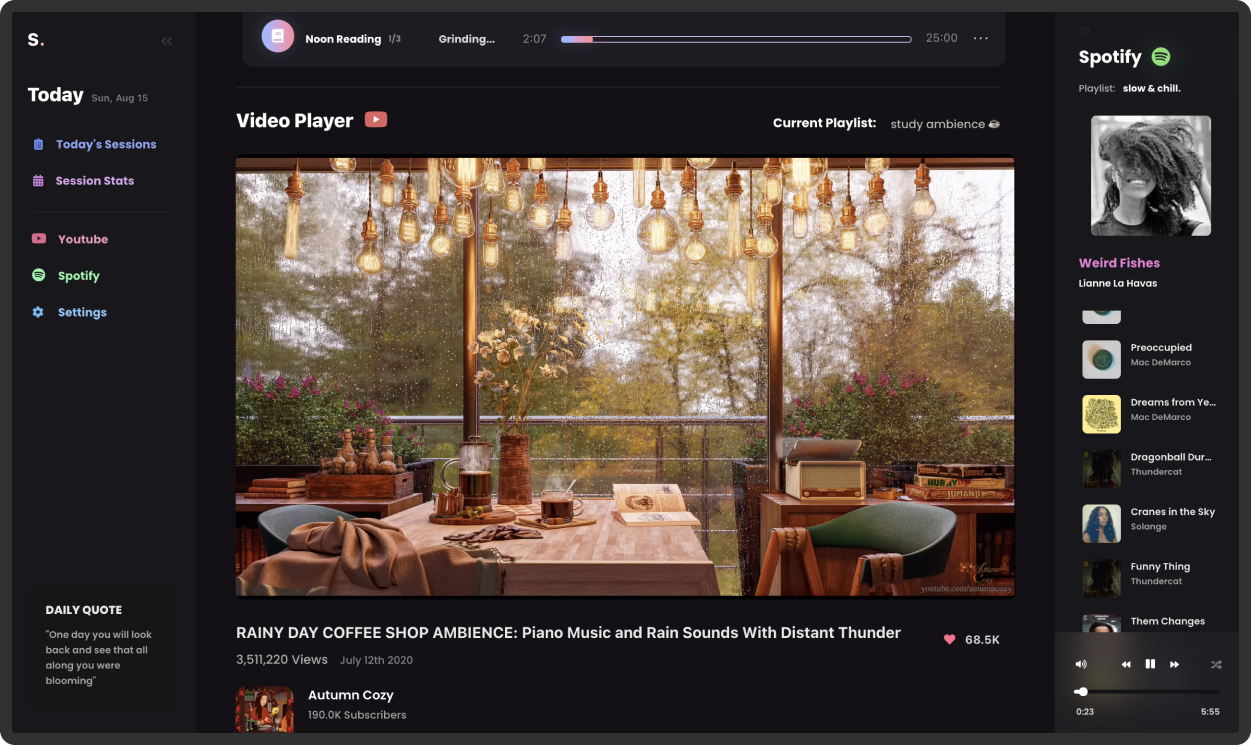 S.
Today Sun, Aug 15
Today's Sessions
Session Stats
Youtube
Spotify
Settings
DAILY QUOTE
"One day you will look
back and see that all
along you were
blooming"
Noon Reading 1/3 Grinding... 2:07 25:00
Video Player
Current Playlist: study ambience
HURRY
JUMANJI
Autumn
Cozy
youtube.com/autumncozy
RAINY DAY COFFEE SHOP AMBIENCE: Piano Music and Rain Sounds With Distant Thunder
68.5K
3,511,220 Views July 12th 2020
Autumn Cozy
190.0K Subscribers
Spotify
Playlist: slow & chill.
Weird Fishes
Lianne La Havas
Preoccupied
Mac DeMarco
Dreams from Ye...
Mac DeMarco
Dragonball Dur...
Thundercat
Cranes in the Sky
Solange
Funny Thing
Thundercat
Them Changes
0:23 5:55